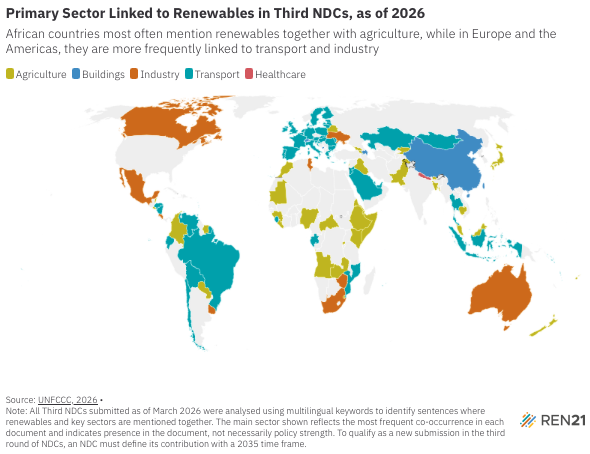 Primary Sector Linked to Renewables in Third NDCs, as of 2026
African countries most often mention renewables together with agriculture, while in Europe and the
Americas, they are more frequently linked to transport and industry
Agriculture Buildings Industry Transport Healthcare
Source: UNFCCC, 2026 •
Note: All Third NDCs submitted as of March 2026 were analysed using multilingual keywords to identify sentences where
renewables and key sectors are mentioned together. The main sector shown reflects the most frequent co-occurrence in each
document and indicates presence in the document, not necessarily policy strength. To qualify as a new submission in the third
round of NDCs, an NDC must define its contribution with a 2035 time frame.
REN21